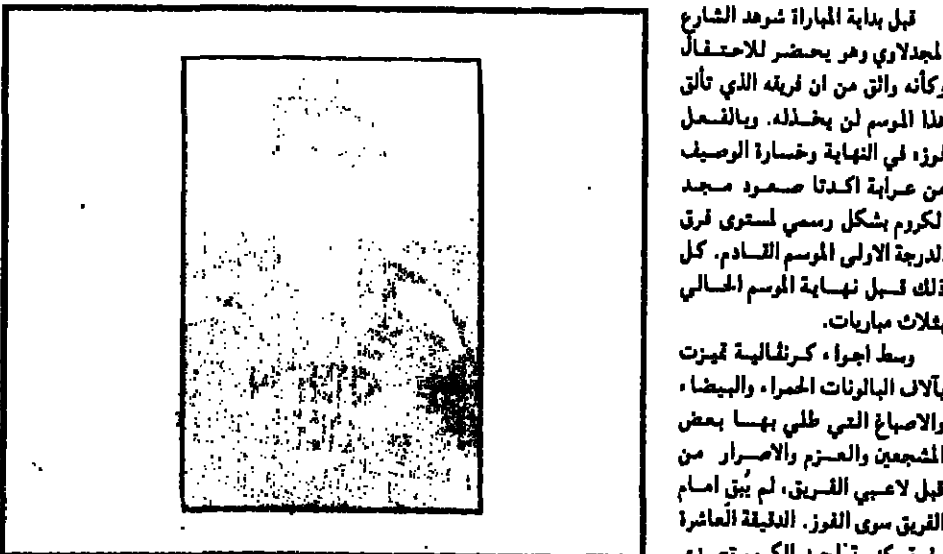 قبل بداية المباراة شوهد الشارع
المجدلاوي وهو يحضر للاحتفال
وكأنه واثق من ان فريقه الذي تألق
هذا الموسم لن يخذله. وبالفعل
فوزه في النهاية وخسارة الوصيف
من عرابة اكدتا صعود مجد
الكروم بشكل رسمي لمستوى فرق
الدرجة الاولى الموسم القادم. كل
ذلك قبل نهاية الموسم الحالي
بثلاث مباريات.
وسط اجواء كرنڤالية تميزت
بآلاف البالونات الحمراء والبيضاء
والاصباغ التي طلي بها بعض
المشجعين والعزم والاصرار من
قبل لاعبي الفريق، لم يُبق امام
الفريق سوى الفوز. الدقيقة العاشرة